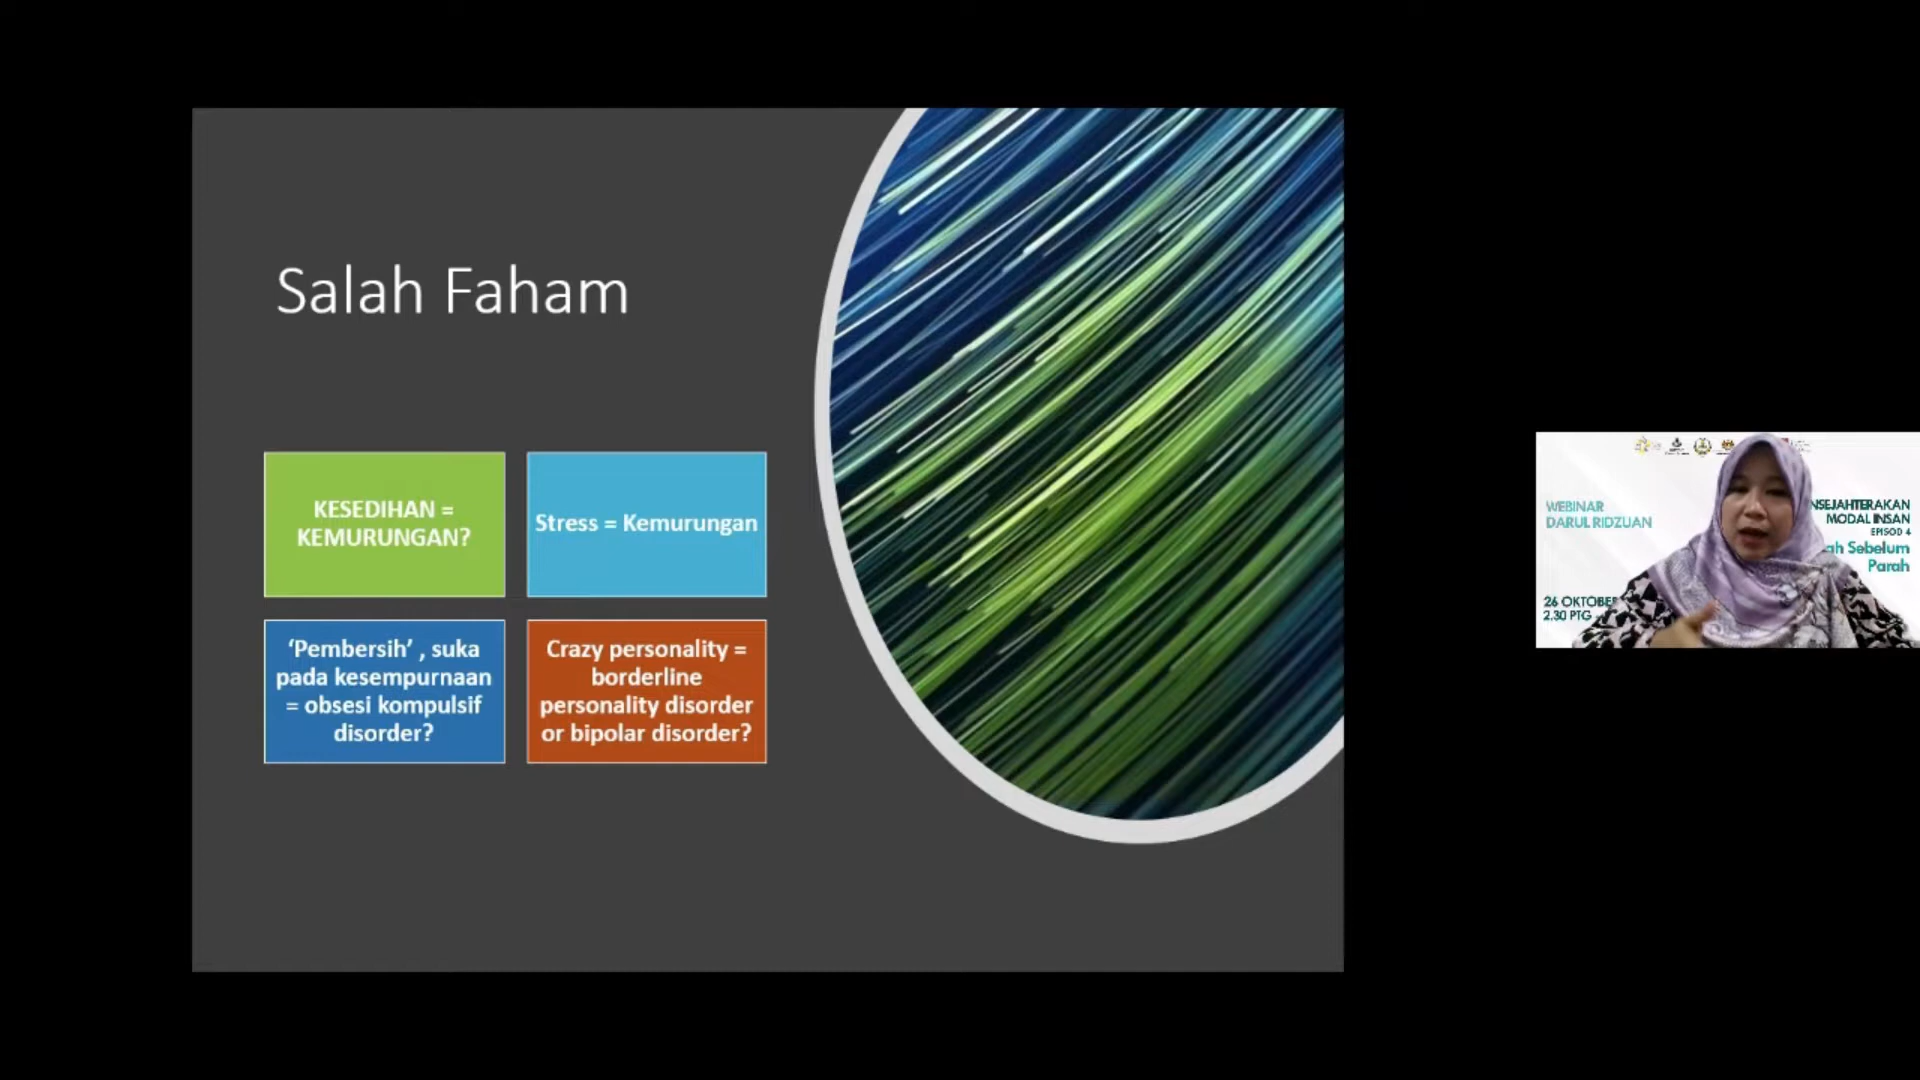 Salah Faham
KESEDIHAN =
KEMURUNGAN?
Stress = Kemurungan
‘Pembersih’ , suka
pada kesempurnaan
= obsesi kompulsif
disorder?
Crazy personality =
borderline
personality disorder
or bipolar disorder?
WEBINAR
DARUL RIDZUAN
26 OKTOBER
2.30 PTG
NSEJAHTERAKAN
MODAL INSAN
EPISOD 4
ah Sebelum
Parah